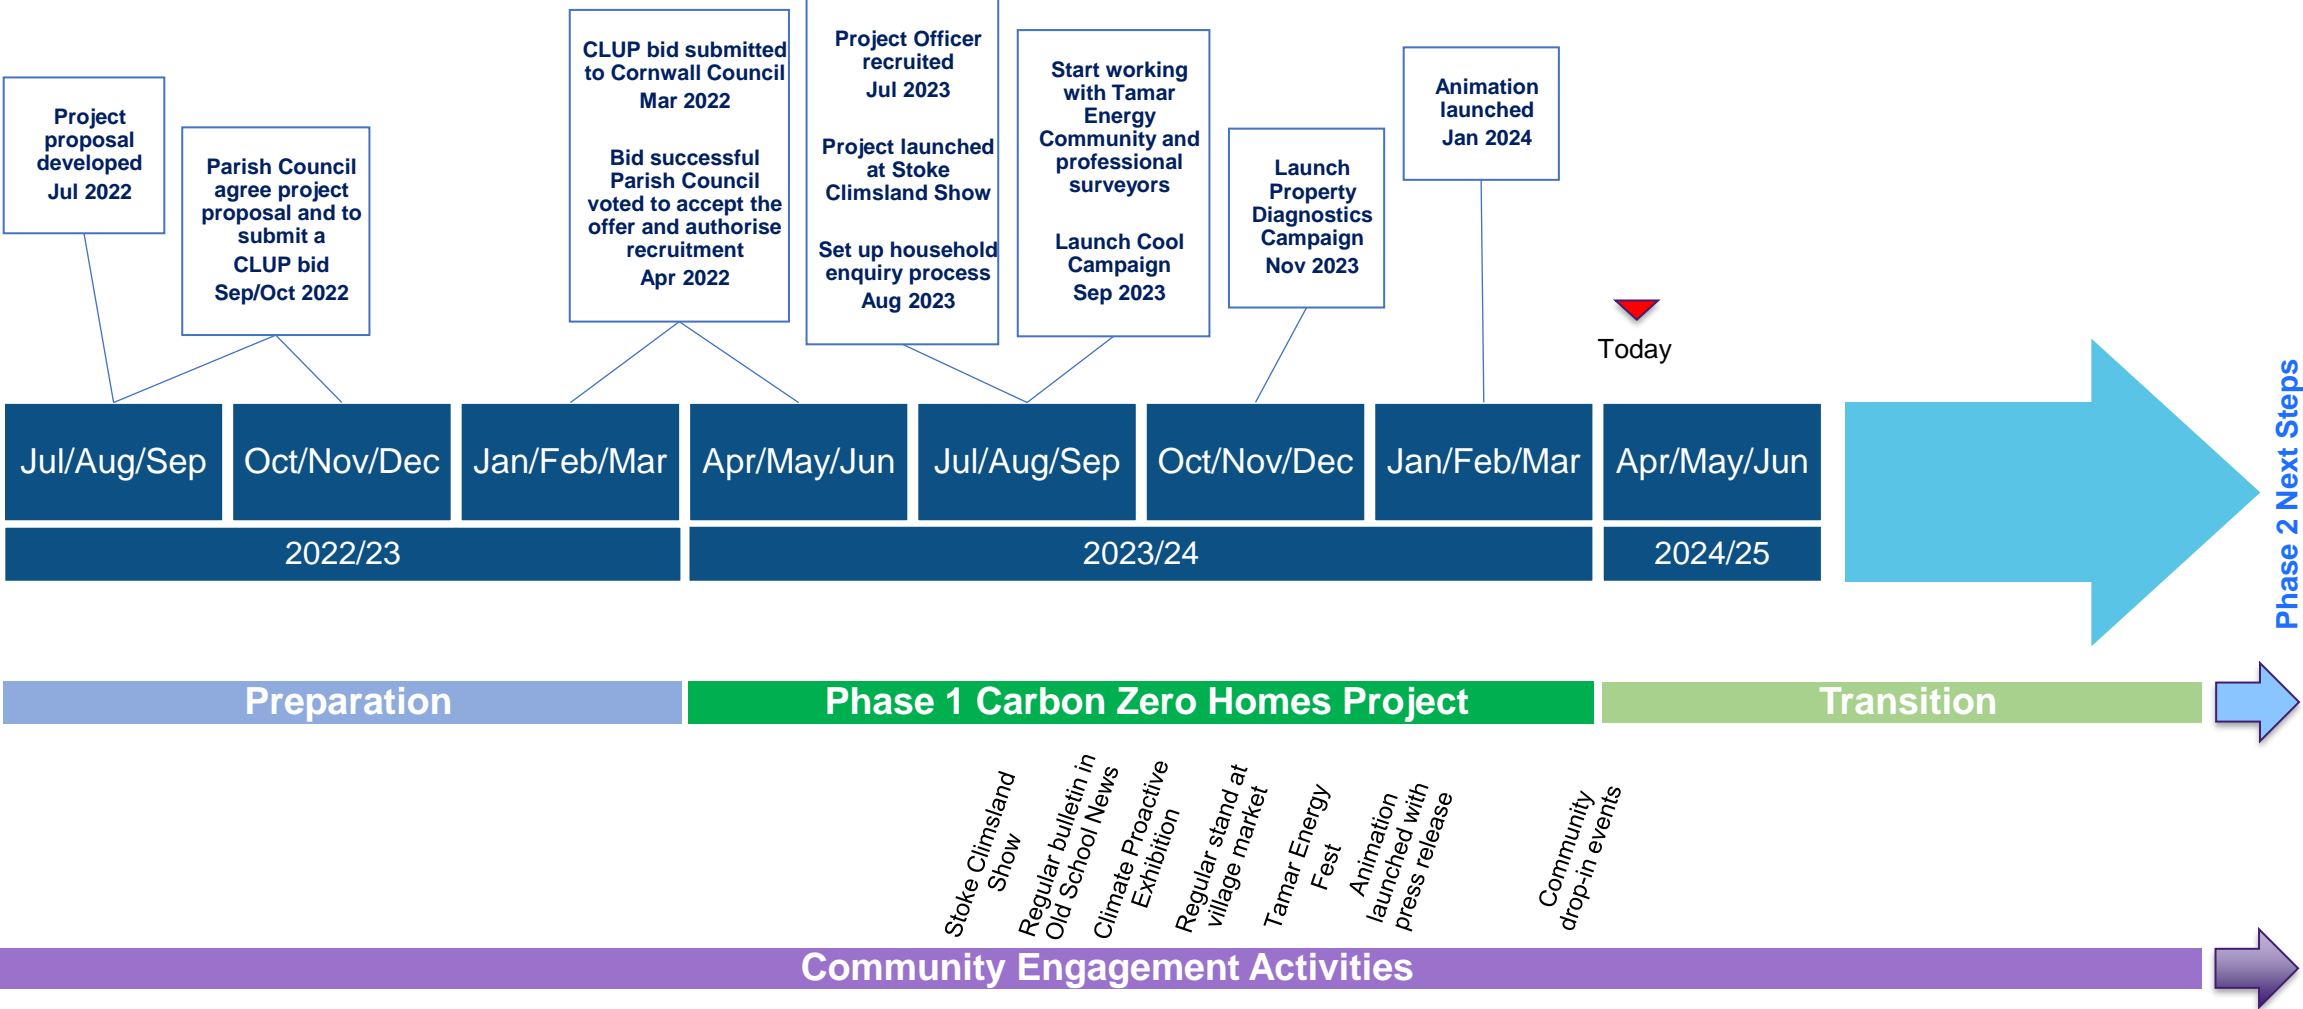 Project
proposal
developed
Jul 2022
Parish Council
agree project
proposal and to
submit a
CLUP bid
Sep/Oct 2022
CLUP bid submitted
to Cornwall Council
Mar 2022
Bid successful
Parish Council
voted to accept the
offer and authorise
recruitment
Apr 2022
Project Officer
recruited
Jul 2023
Project launched
at Stoke
Climsland Show
Set up household
enquiry process
Aug 2023
Start working
with Tamar
Energy
Community and
professional
surveyors
Launch Cool
Campaign
Sep 2023
Launch
Property
Diagnostics
Campaign
Nov 2023
Animation
launched
Jan 2024
Today
Jul/Aug/Sep
Oct/Nov/Dec
Jan/Feb/Mar
Apr/May/Jun
Jul/Aug/Sep
Oct/Nov/Dec
Jan/Feb/Mar
Apr/May/Jun
2022/23
2023/24
2024/25
Phase 2 Next Steps
Preparation
Phase 1 Carbon Zero Homes Project
Transition
Stoke Climsland
Show
Regular bulletin in
Old School News
Climate Proactive
Exhibition
Regular stand at
village market
Tamar Energy
Fest
Animation
launched with
press release
Community
drop-in events
Community Engagement Activities